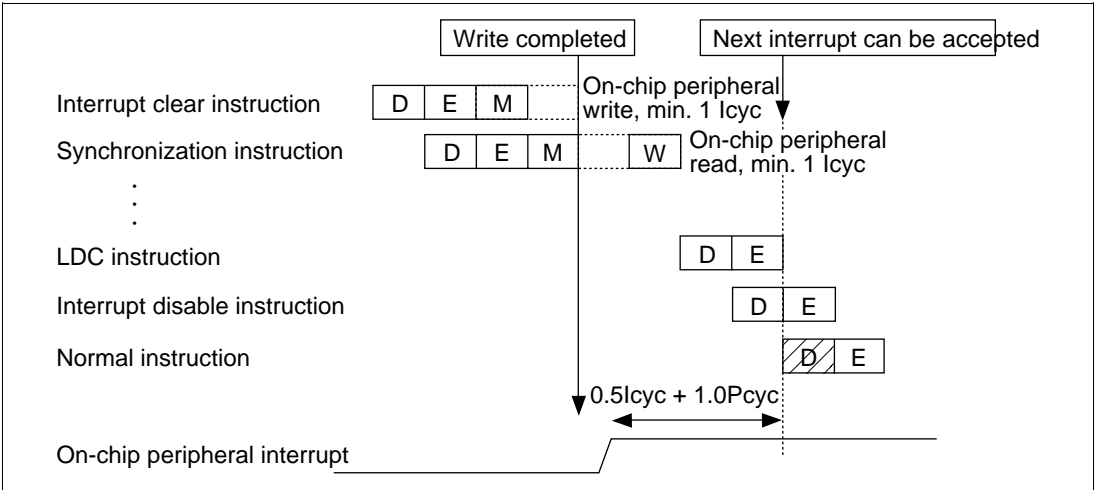 Write completed
Next interrupt can be accepted
Interrupt clear instruction
D E M
On-chip peripheral
write, min. 1 Icyc
Synchronization instruction
D E M W
On-chip peripheral
read, min. 1 Icyc
.
.
.
LDC instruction
D E
Interrupt disable instruction
D E
Normal instruction
D E
0.5Icyc + 1.0Pcyc
On-chip peripheral interrupt